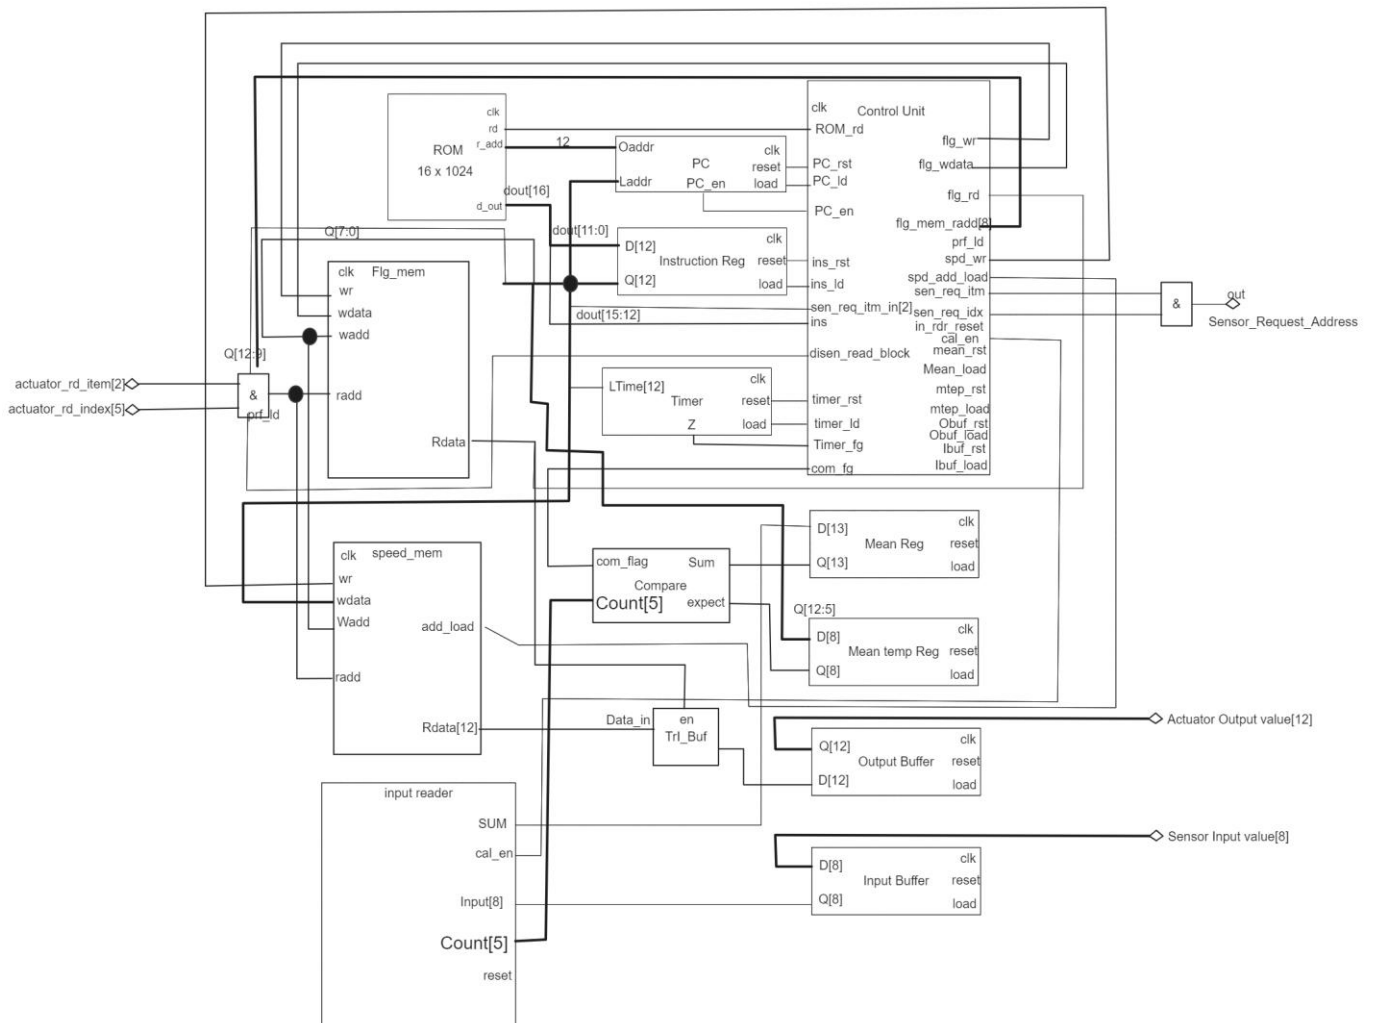 clk
rd
r_add
ROM
16 x 1024
d_out
12
dout[16]
Oaddr
clk
PC
reset
Laddr
PC_en
load
clk
Control Unit
ROM_rd
flg_wr
PC_rst
flg_wdata
PC_ld
flg_rd
PC_en
flg_mem_radd[8]
prf_ld
spd_wr
ins_rst
spd_add_load
ins_ld
sen_req_itm
sen_req_itm_in[2]
sen_req_idx
ins
in_rdr_reset
cal_en
disen_read_block
mean_rst
Mean_load
mtep_rst
timer_rst
mtep_load
timer_ld
Obuf_rst
Obuf_load
Timer_fg
Ibuf_rst
com_fg
Ibuf_load
&
out
Sensor_Request_Address
Q[7:0]
dout[11:0]
D[12]
clk
Instruction Reg
reset
Q[12]
load
dout[15:12]
clk
Flg_mem
wr
wdata
wadd
radd
Rdata
Q[12:9]
actuator_rd_item[2]
actuator_rd_index[5]
&
prf_ld
LTime[12]
clk
Timer
reset
Z
load
clk
speed_mem
wr
wdata
Wadd
add_load
radd
Rdata[12]
com_flag
Sum
Compare
Count[5]
expect
D[13]
clk
Mean Reg
reset
Q[13]
load
Q[12:5]
D[8]
clk
Mean temp Reg
reset
Q[8]
load
Data_in
en
TrI_Buf
Actuator Output value[12]
Q[12]
clk
Output Buffer
reset
D[12]
load
input reader
SUM
cal_en
Input[8]
Count[5]
reset
Sensor Input value[8]
D[8]
clk
Input Buffer
reset
Q[8]
load